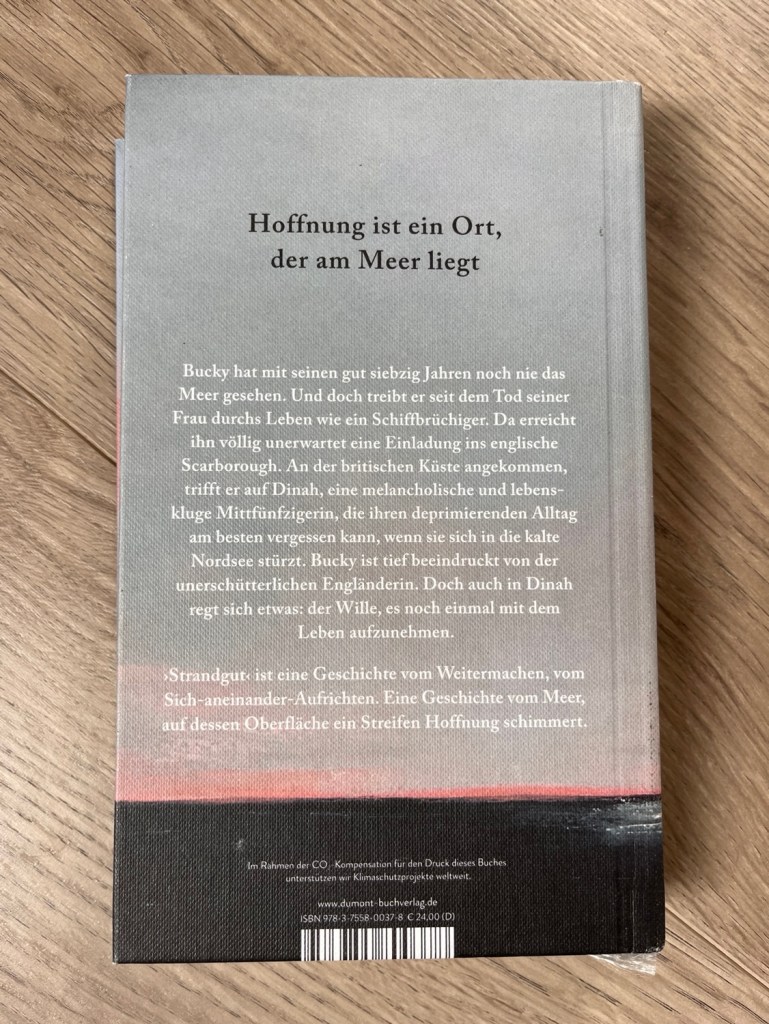 Hoffnung ist ein Ort,
der am Meer liegt
Bucky hat mit seinen gut siebzig Jahren noch nie das
Meer gesehen. Und doch treibt er seit dem Tod seiner
Frau durchs Leben wie ein Schiffbrüchiger. Da erreicht
ihn völlig unerwartet eine Einladung ins englische
Scarborough. An der britischen Küste angekommen,
trifft er auf Dinah, eine melancholische und lebens-
kluge Mittfünfzigerin, die ihren deprimierenden Alltag
am besten vergessen kann, wenn sie sich in die kalte
Nordsee stürzt. Bucky ist tief beeindruckt von der
unerschütterlichen Engländerin. Doch auch in Dinah
regt sich etwas: der Wille, es noch einmal mit dem
Leben aufzunehmen.
›Strandgut‹ ist eine Geschichte vom Weitermachen, vom
Sich-aneinander-Aufrichten. Eine Geschichte vom Meer,
auf dessen Oberfläche ein Streifen Hoffnung schimmert.
Im Rahmen der CO₂-Kompensation für den Druck dieses Buches
unterstützen wir Klimaschutzprojekte weltweit.
www.dumont-buchverlag.de
ISBN 978-3-7558-0037-8 € 24,00 (D)